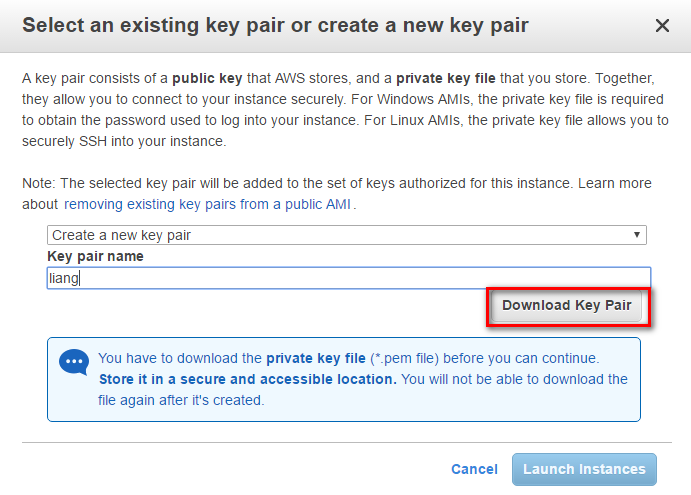 Select an existing key pair or create a new key pair
A key pair consists of a public key that AWS stores, and a private key file that you store. Together,
they allow you to connect to your instance securely. For Windows AMIs, the private key file is required
to obtain the password used to log into your instance. For Linux AMIs, the private key file allows you to
securely SSH into your instance.
Note: The selected key pair will be added to the set of keys authorized for this instance. Learn more
about removing existing key pairs from a public AMI.
Create a new key pair
Key pair name
liang
Download Key Pair
You have to download the private key file (*.pem file) before you can continue.
Store it in a secure and accessible location. You will not be able to download the
file again after it's created.
Cancel Launch Instances